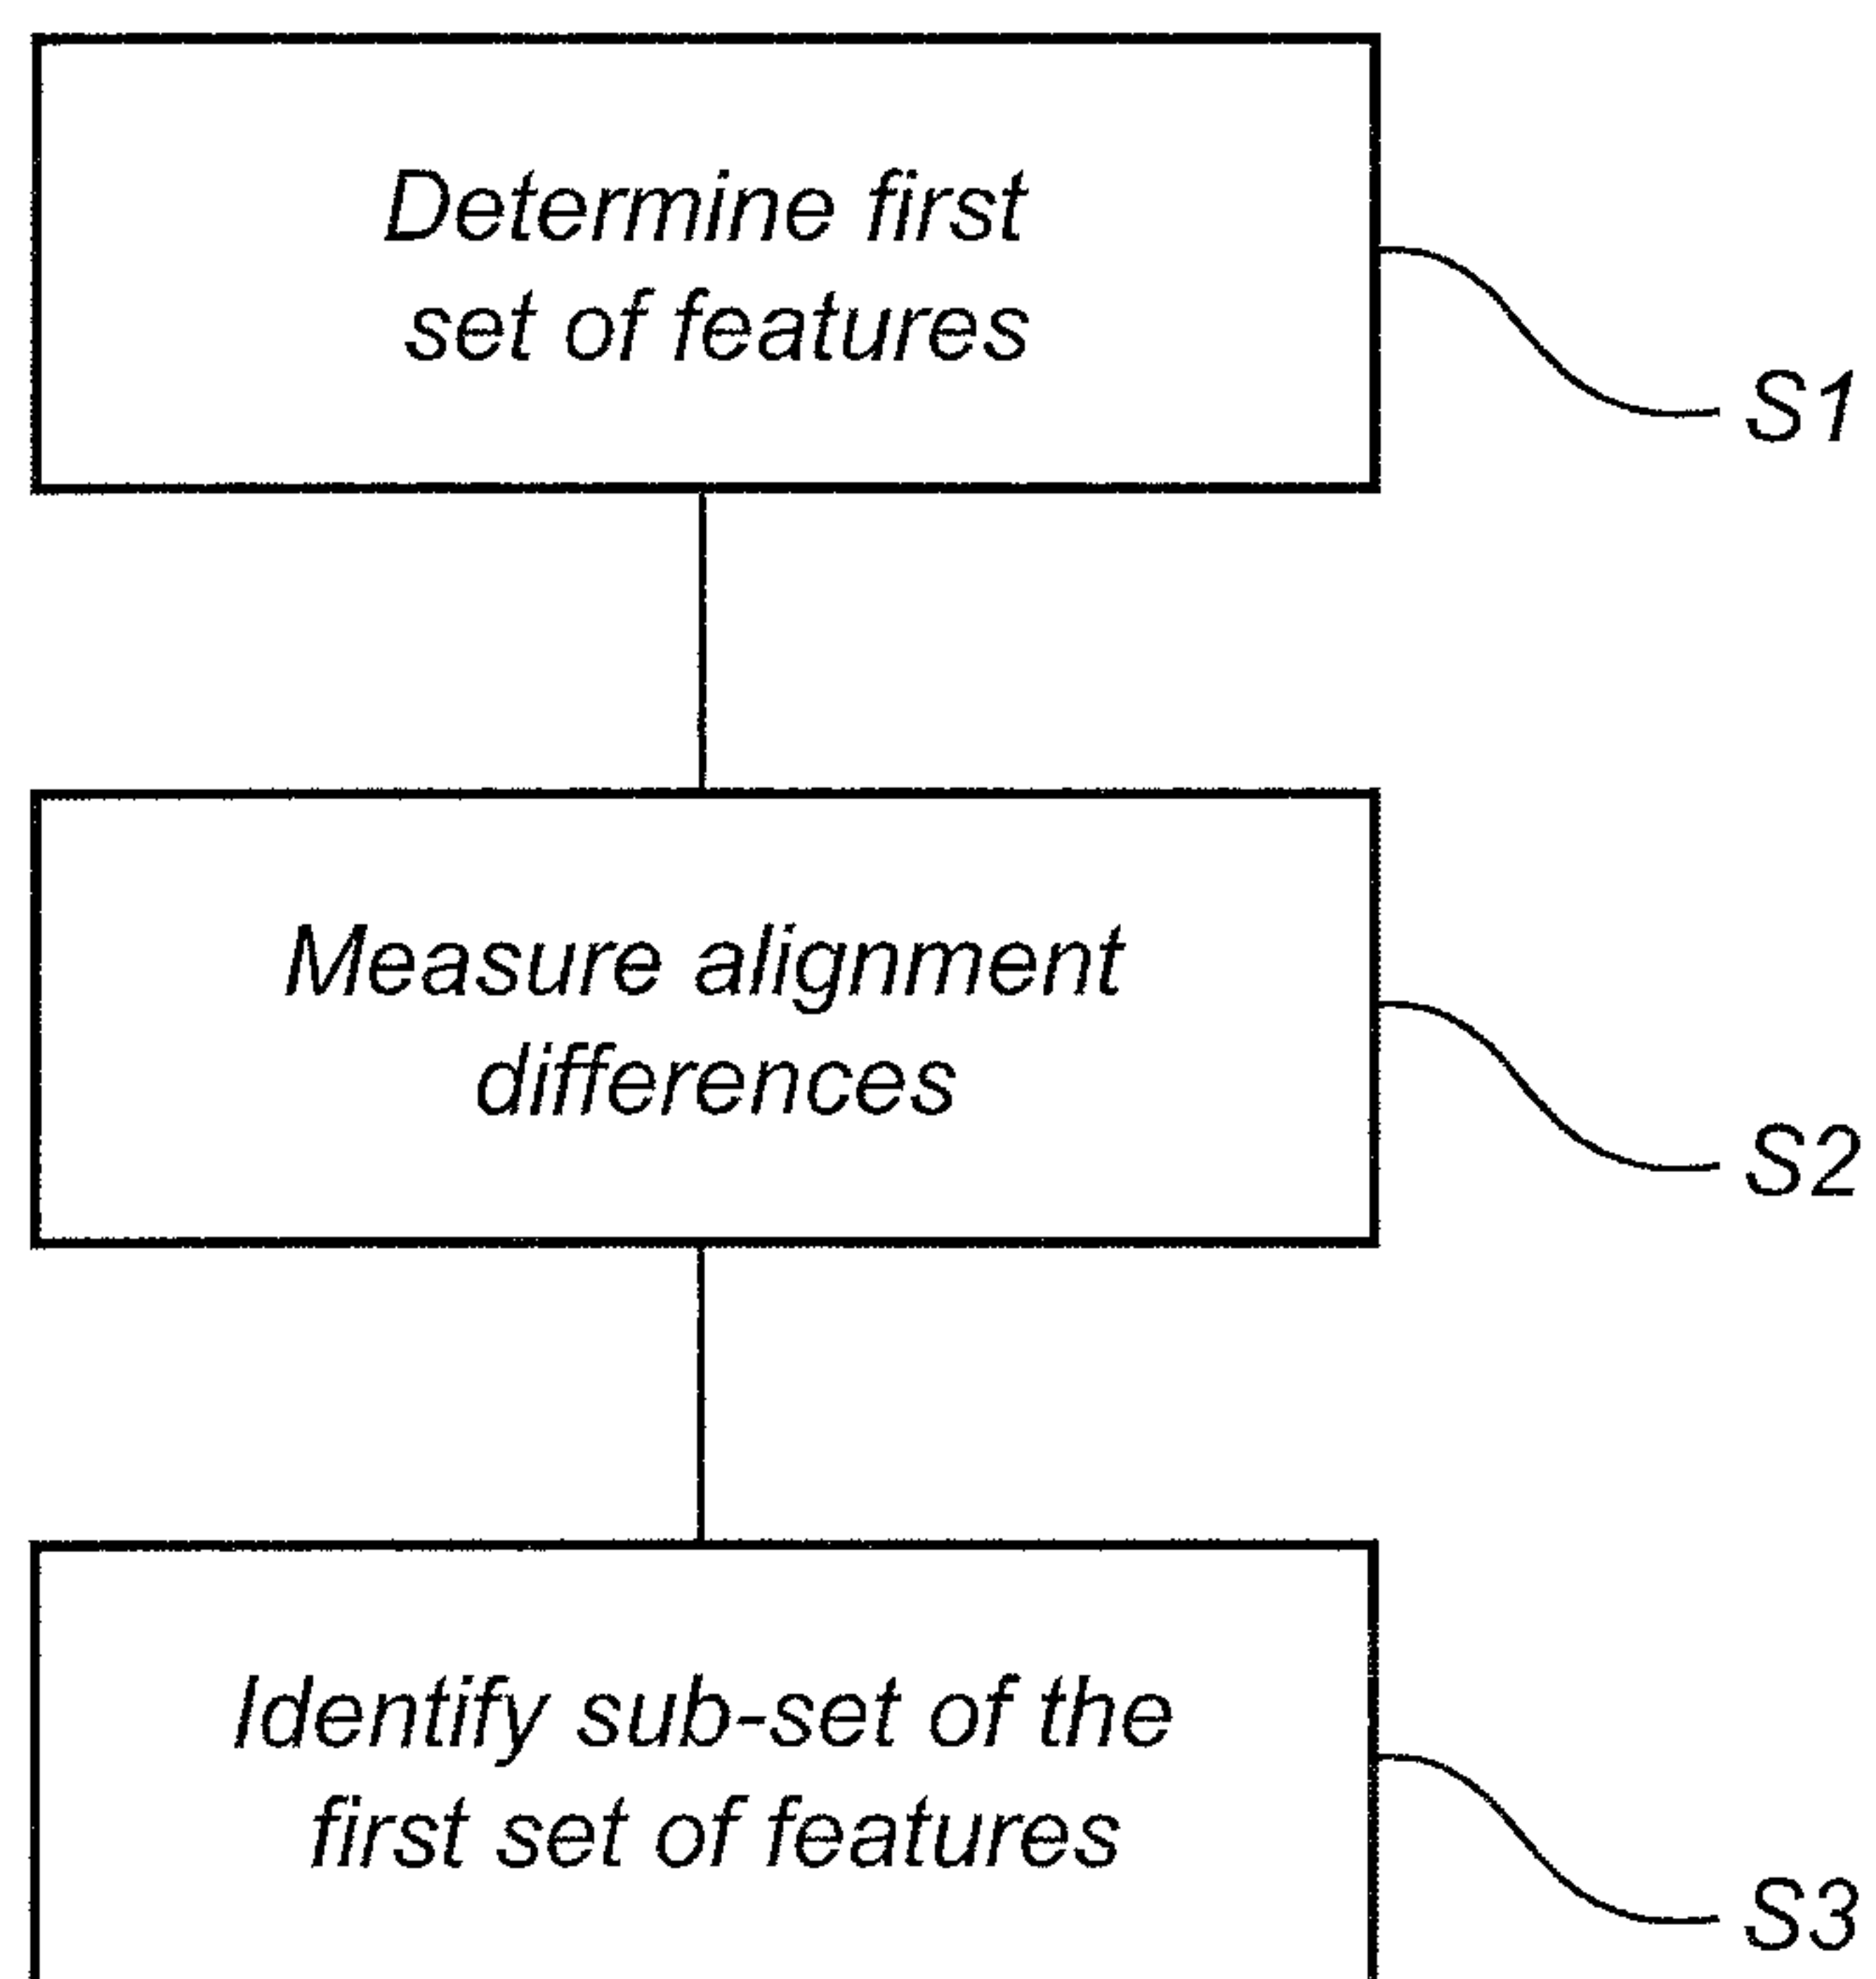 Determine first
set of features
S1
Measure alignment
differences
S2
Identify sub-set of the
first set of features
S3